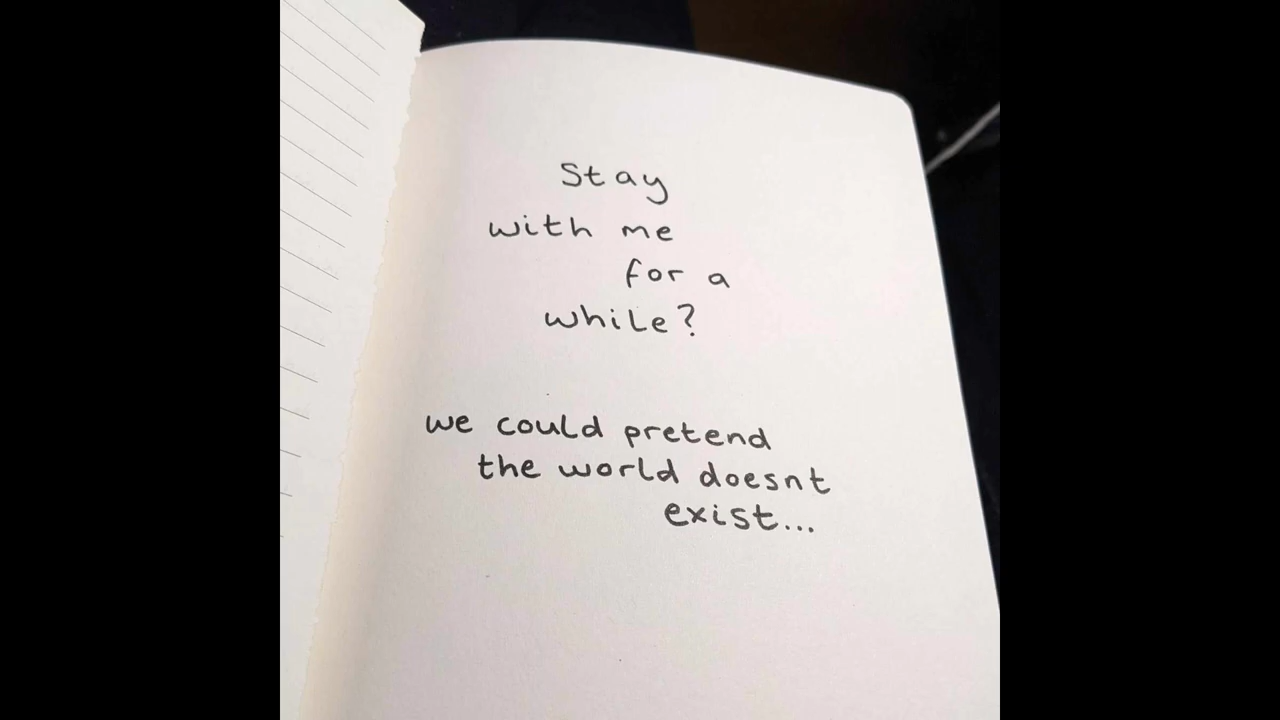 Stay
with me
for a
while?
we could pretend
the world doesnt
exist...